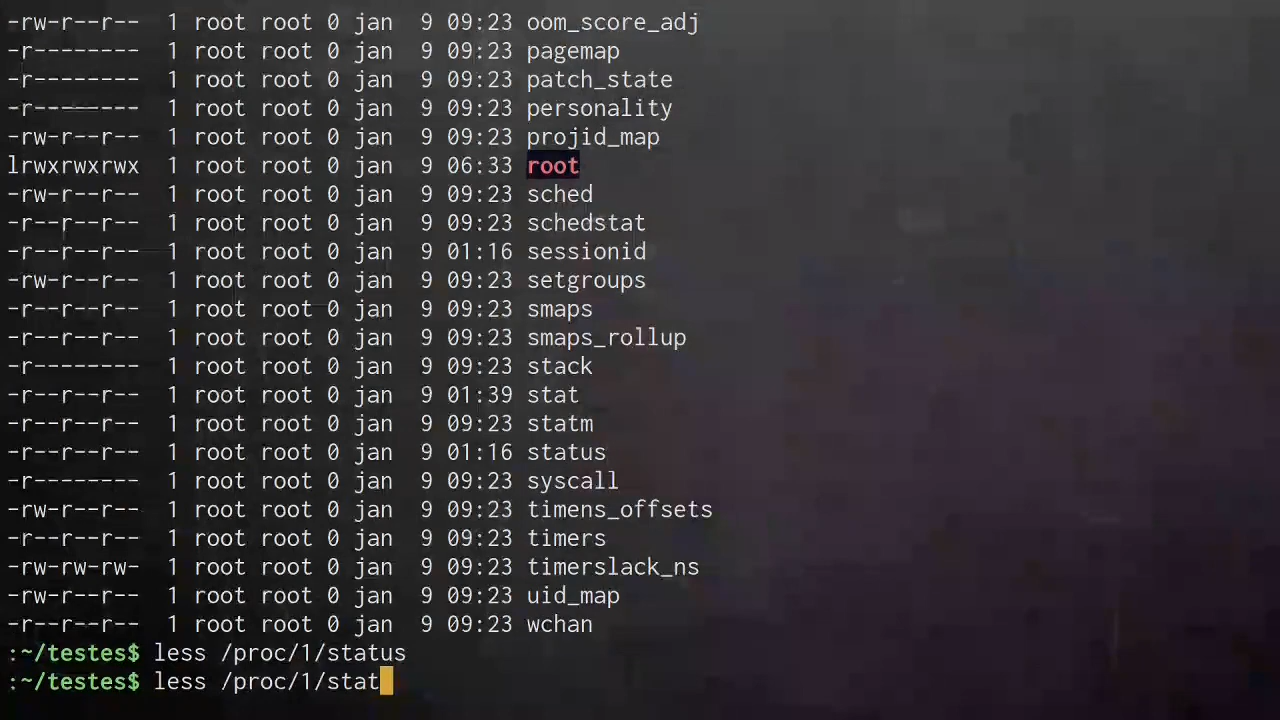 -rw-r--r--  1 root root 0 jan  9 09:23 oom_score_adj
-r--------  1 root root 0 jan  9 09:23 pagemap
-r--------  1 root root 0 jan  9 09:23 patch_state
-r--------  1 root root 0 jan  9 09:23 personality
-rw-r--r--  1 root root 0 jan  9 09:23 projid_map
lrwxrwxrwx  1 root root 0 jan  9 06:33 root
-rw-r--r--  1 root root 0 jan  9 09:23 sched
-r--r--r--  1 root root 0 jan  9 09:23 schedstat
-r--r--r--  1 root root 0 jan  9 01:16 sessionid
-rw-r--r--  1 root root 0 jan  9 09:23 setgroups
-r--r--r--  1 root root 0 jan  9 09:23 smaps
-r--r--r--  1 root root 0 jan  9 09:23 smaps_rollup
-r--------  1 root root 0 jan  9 09:23 stack
-r--r--r--  1 root root 0 jan  9 01:39 stat
-r--r--r--  1 root root 0 jan  9 09:23 statm
-r--r--r--  1 root root 0 jan  9 01:16 status
-r--------  1 root root 0 jan  9 09:23 syscall
-rw-r--r--  1 root root 0 jan  9 09:23 timens_offsets
-r--r--r--  1 root root 0 jan  9 09:23 timers
-rw-rw-rw-  1 root root 0 jan  9 09:23 timerslack_ns
-rw-r--r--  1 root root 0 jan  9 09:23 uid_map
-r--r--r--  1 root root 0 jan  9 09:23 wchan
:~/testes$ less /proc/1/status
:~/testes$ less /proc/1/stat